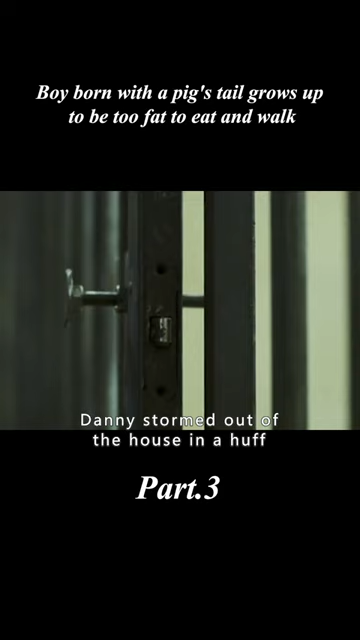 Boy born with a pig's tail grows up
to be too fat to eat and walk
Danny stormed out of
the house in a huff
Part.3